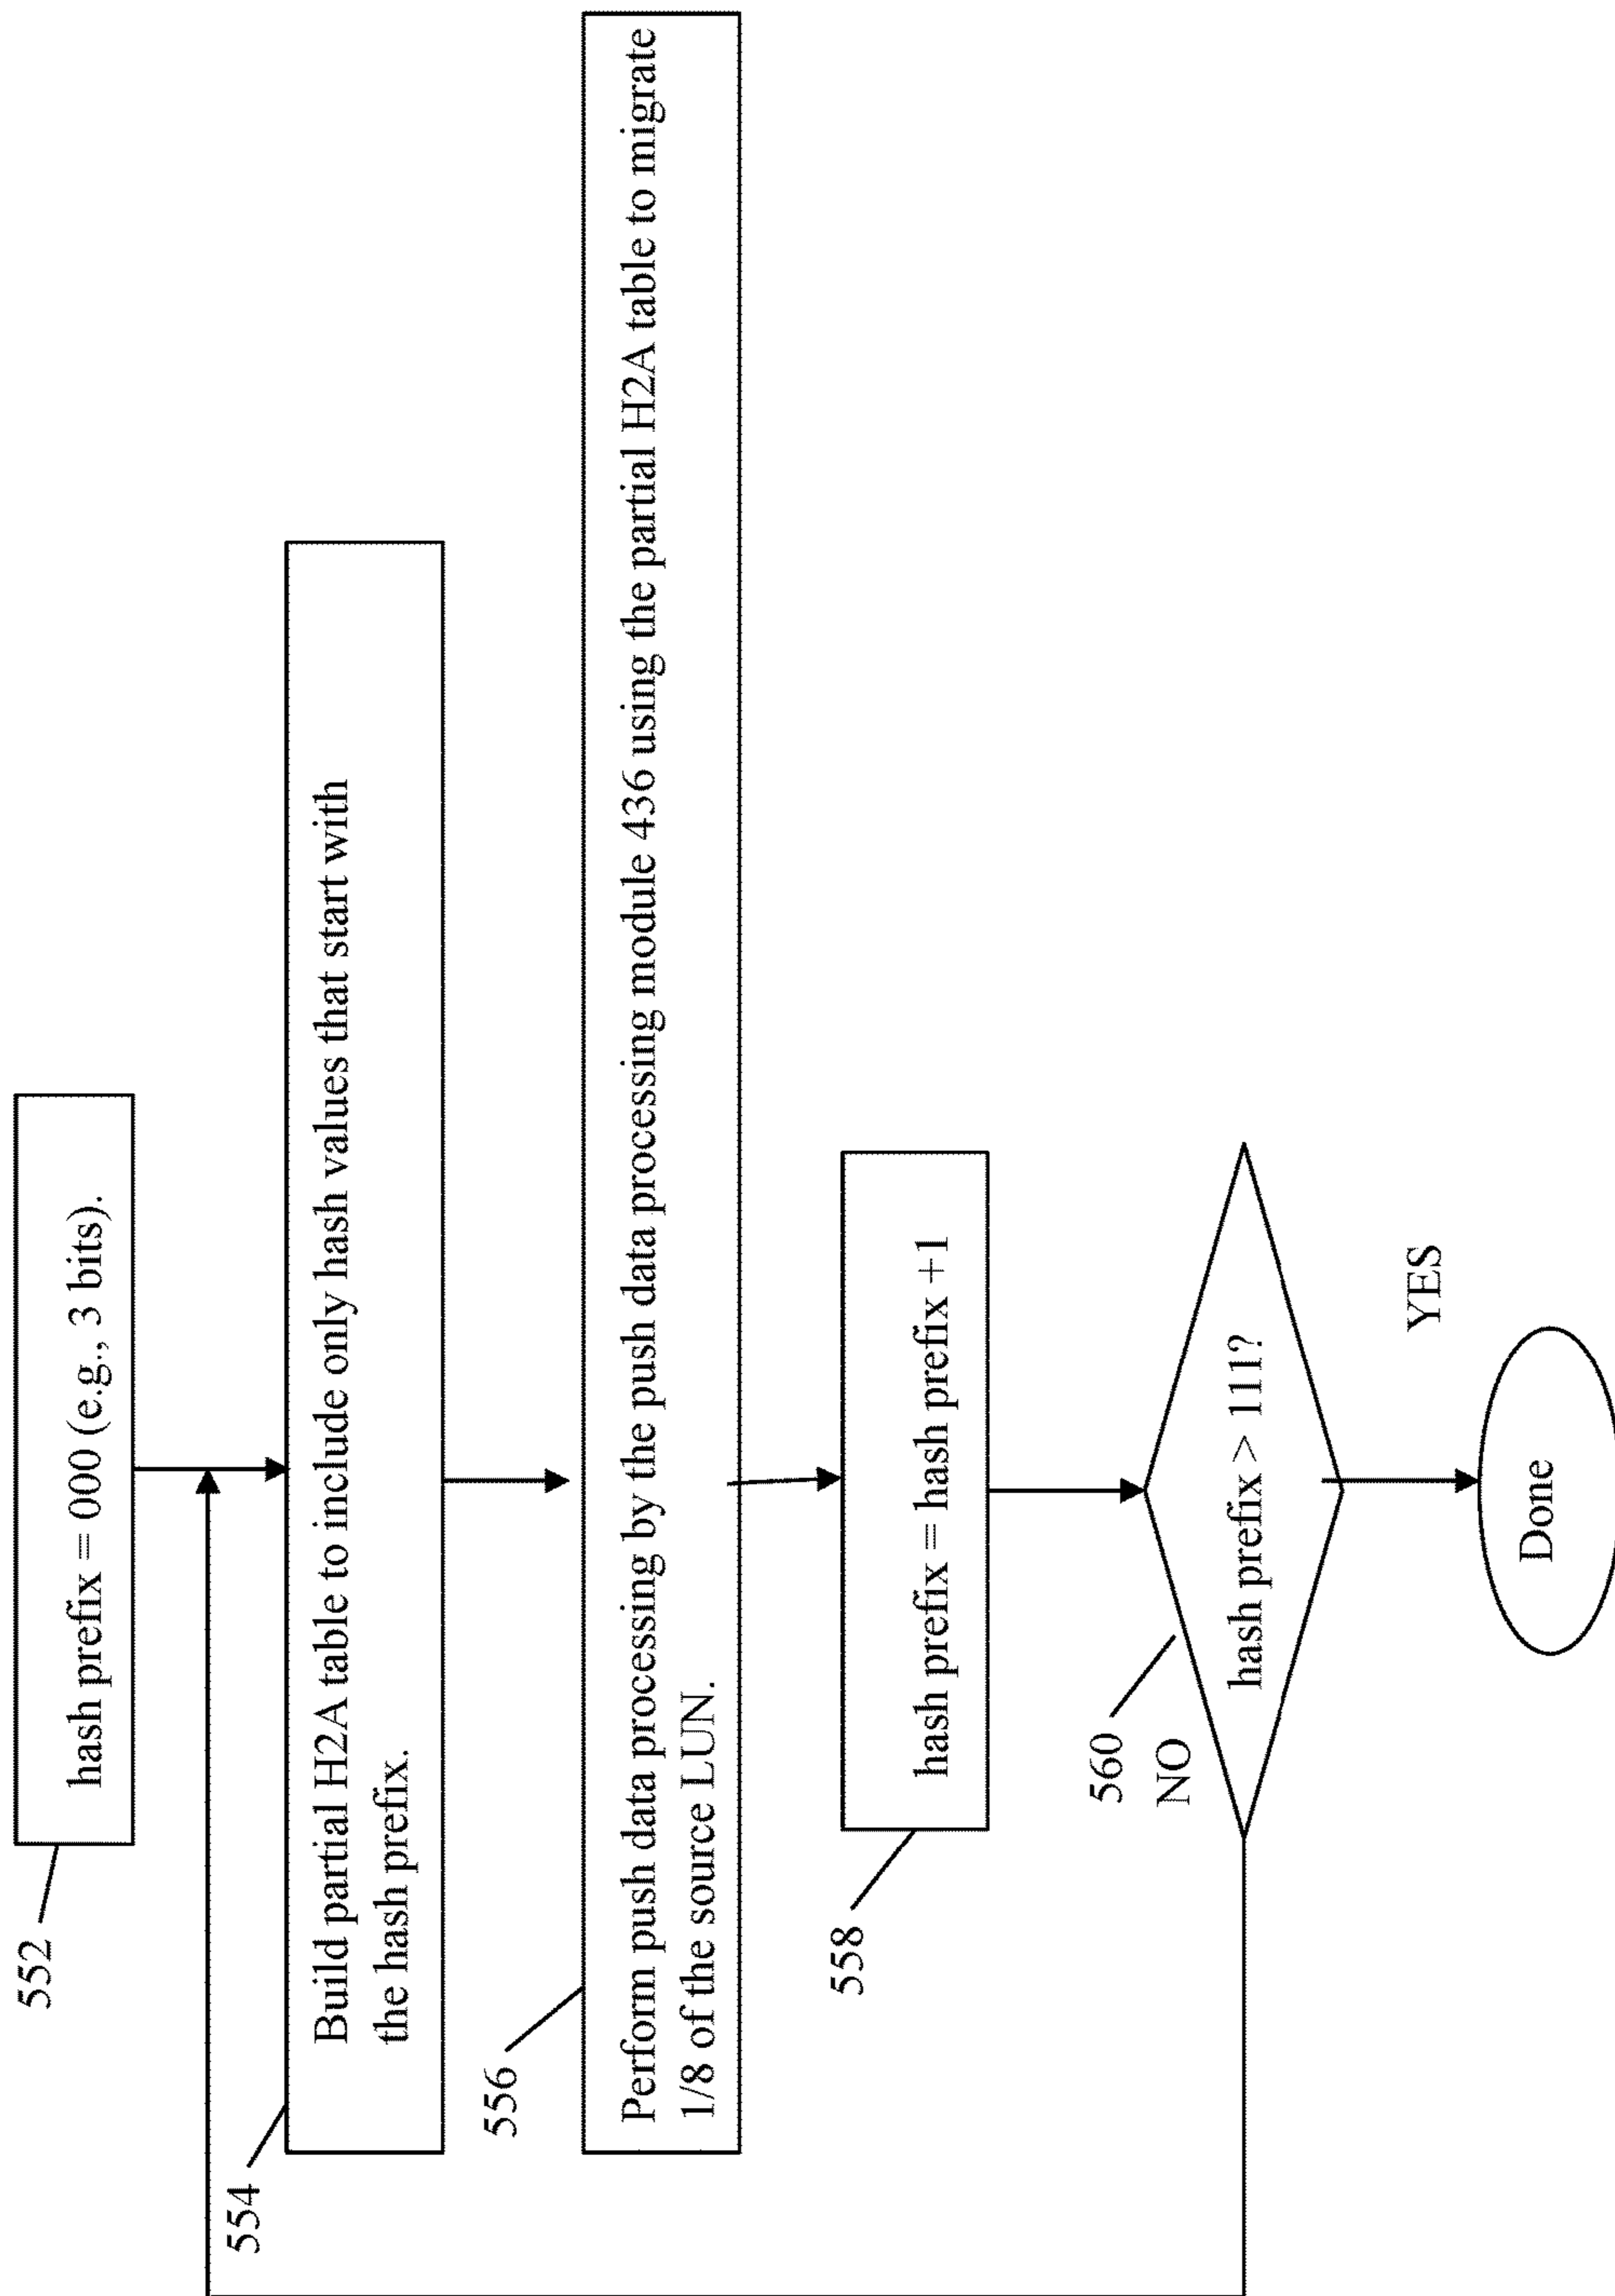 552
hash prefix = 000 (e.g., 3 bits).
554
Build partial H2A table to include only hash values that start with
the hash prefix.
556
Perform push data processing by the push data processing module 436 using the partial H2A table to migrate
1/8 of the source LUN.
558
hash prefix = hash prefix +1
560
NO
hash prefix > 111?
YES
Done